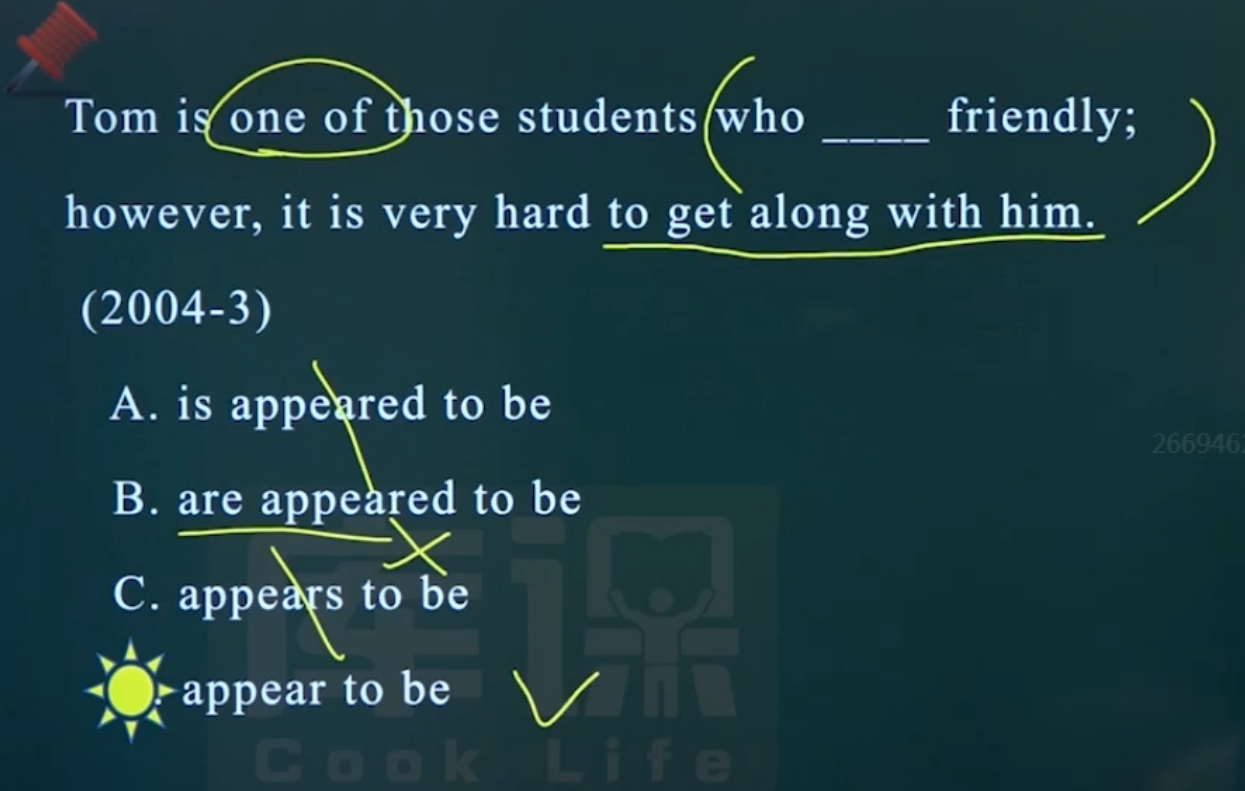 Tom is one of those students who ____ friendly;
however, it is very hard to get along with him.
(2004-3)
A. is appeared to be
B. are appeared to be
C. appears to be
appear to be
库课
Cook Life